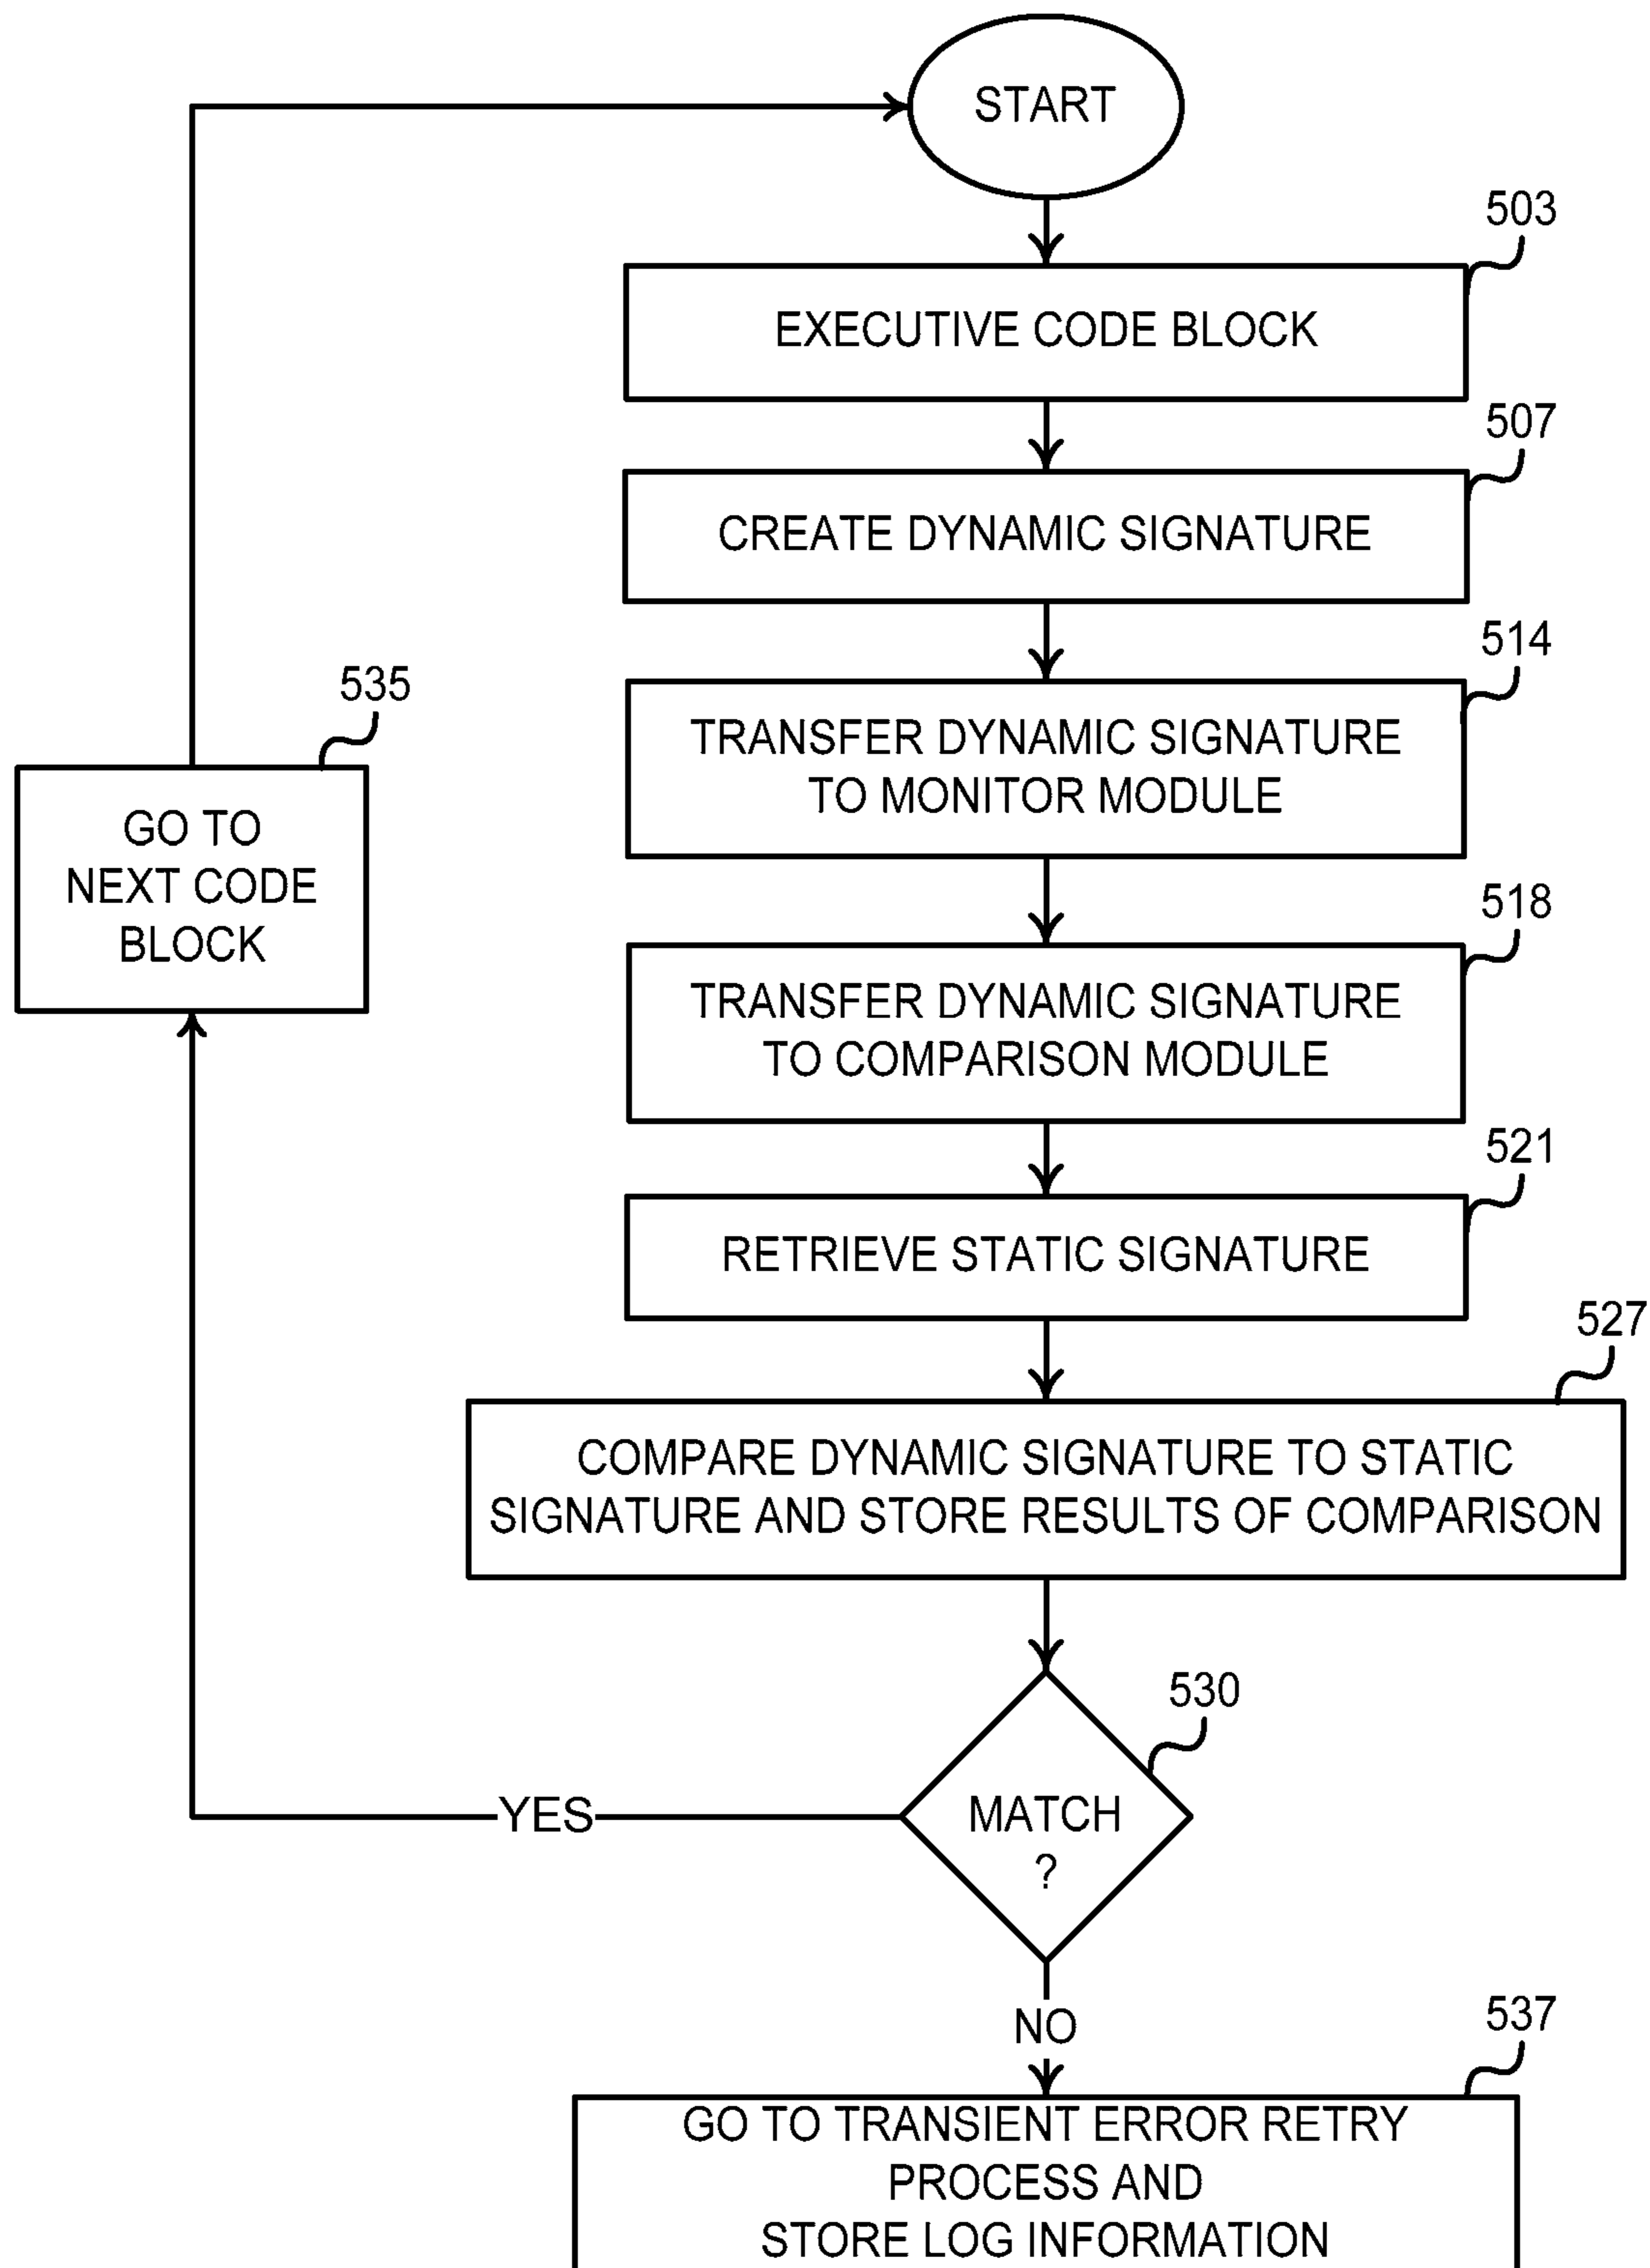 START
503
EXECUTIVE CODE BLOCK
507
CREATE DYNAMIC SIGNATURE
514
TRANSFER DYNAMIC SIGNATURE
TO MONITOR MODULE
535
GO TO
NEXT CODE
BLOCK
518
TRANSFER DYNAMIC SIGNATURE
TO COMPARISON MODULE
521
RETRIEVE STATIC SIGNATURE
527
COMPARE DYNAMIC SIGNATURE TO STATIC
SIGNATURE AND STORE RESULTS OF COMPARISON
530
MATCH
?
YES
NO
537
GO TO TRANSIENT ERROR RETRY
PROCESS AND
STORE LOG INFORMATION